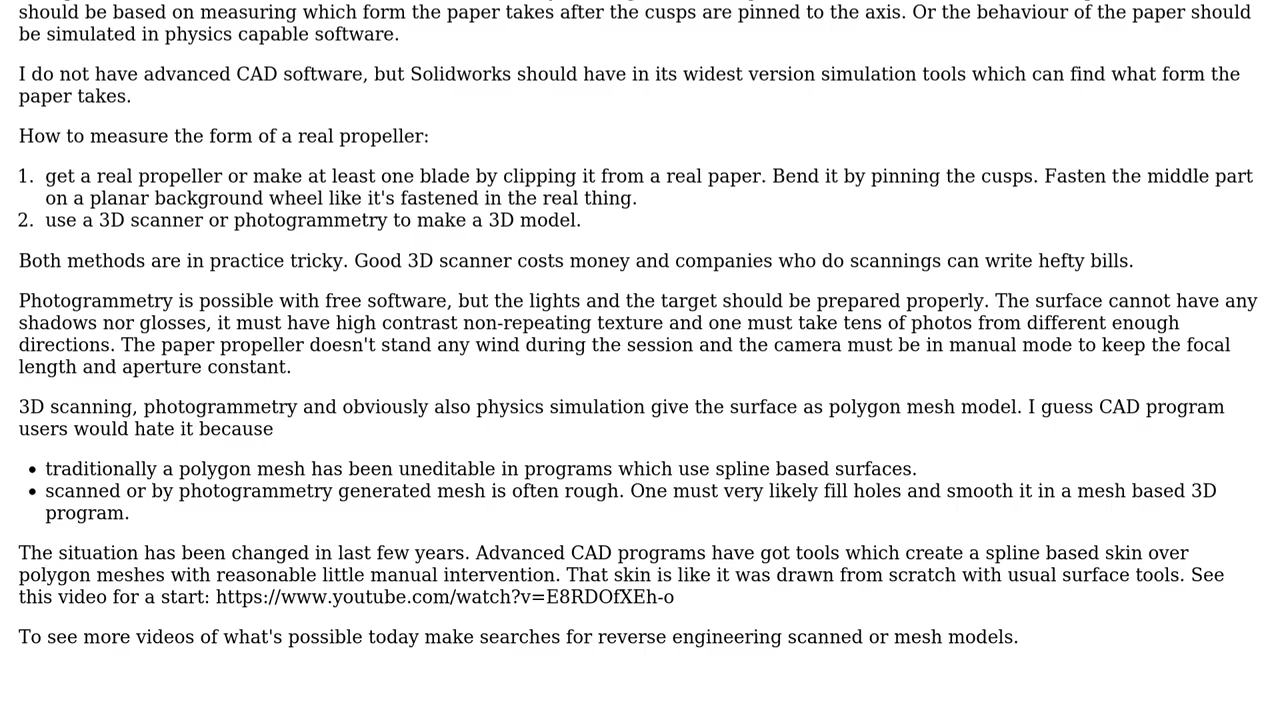 should be based on measuring which form the paper takes after the cusps are pinned to the axis. Or the behaviour of the paper should
be simulated in physics capable software.
I do not have advanced CAD software, but Solidworks should have in its widest version simulation tools which can find what form the
paper takes.
How to measure the form of a real propeller:
1. get a real propeller or make at least one blade by clipping it from a real paper. Bend it by pinning the cusps. Fasten the middle part
on a planar background wheel like it's fastened in the real thing.
2. use a 3D scanner or photogrammetry to make a 3D model.
Both methods are in practice tricky. Good 3D scanner costs money and companies who do scannings can write hefty bills.
Photogrammetry is possible with free software, but the lights and the target should be prepared properly. The surface cannot have any
shadows nor glosses, it must have high contrast non-repeating texture and one must take tens of photos from different enough
directions. The paper propeller doesn't stand any wind during the session and the camera must be in manual mode to keep the focal
length and aperture constant.
3D scanning, photogrammetry and obviously also physics simulation give the surface as polygon mesh model. I guess CAD program
users would hate it because
• traditionally a polygon mesh has been uneditable in programs which use spline based surfaces.
• scanned or by photogrammetry generated mesh is often rough. One must very likely fill holes and smooth it in a mesh based 3D
program.
The situation has been changed in last few years. Advanced CAD programs have got tools which create a spline based skin over
polygon meshes with reasonable little manual intervention. That skin is like it was drawn from scratch with usual surface tools. See
this video for a start: https://www.youtube.com/watch?v=E8RDOfXEh-o
To see more videos of what's possible today make searches for reverse engineering scanned or mesh models.